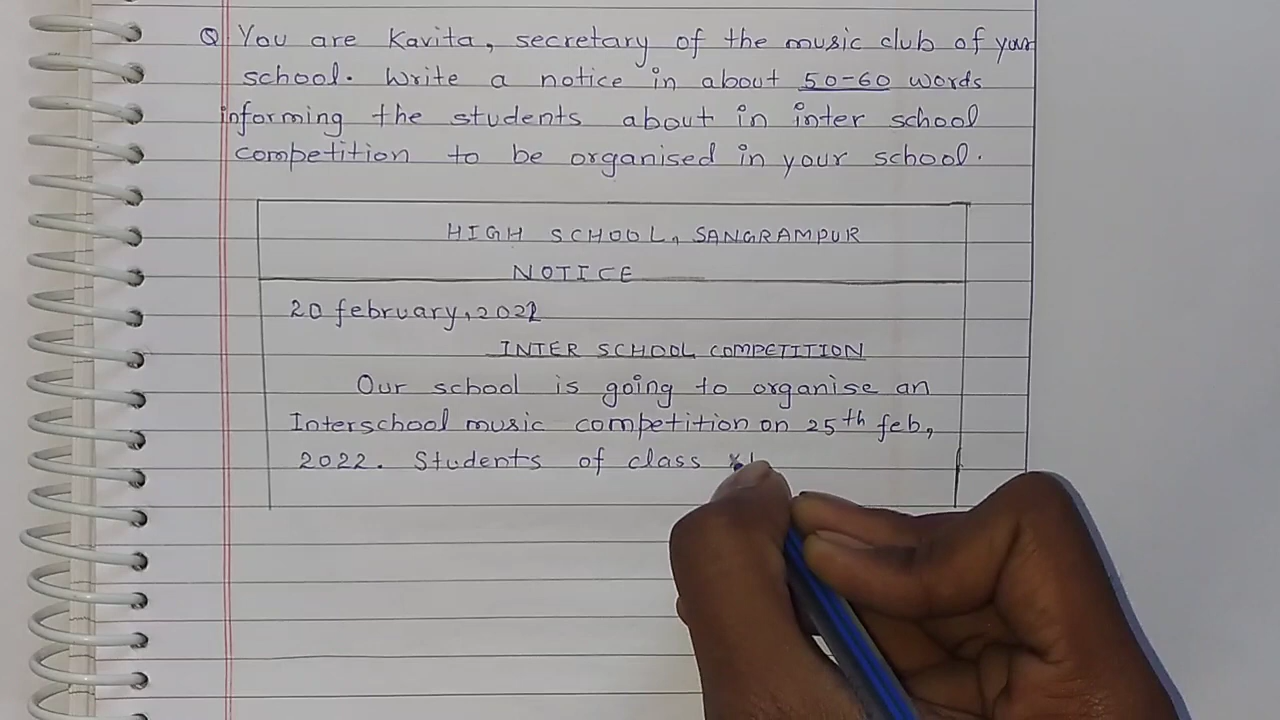 Q You are Kavita, secretary of the music club of your
school. Write a notice in about 50-60 words
informing the students about in inter school
competition to be organised in your school.
HIGH SCHOOL, SANGRAMPUR
NOTICE
20 february, 2022
INTER SCHOOL COMPETITION
Our school is going to organise an
Interschool music competition on 25th feb,
2022. Students of class